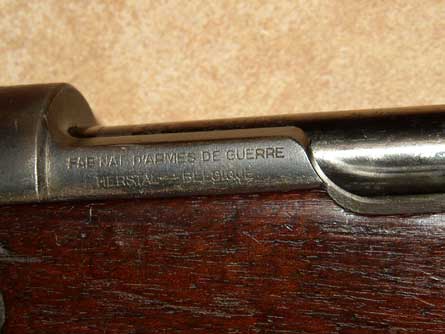 FAB.NAT. D'ARMES DE GUERRE
HERSTAL - BELGIQUE